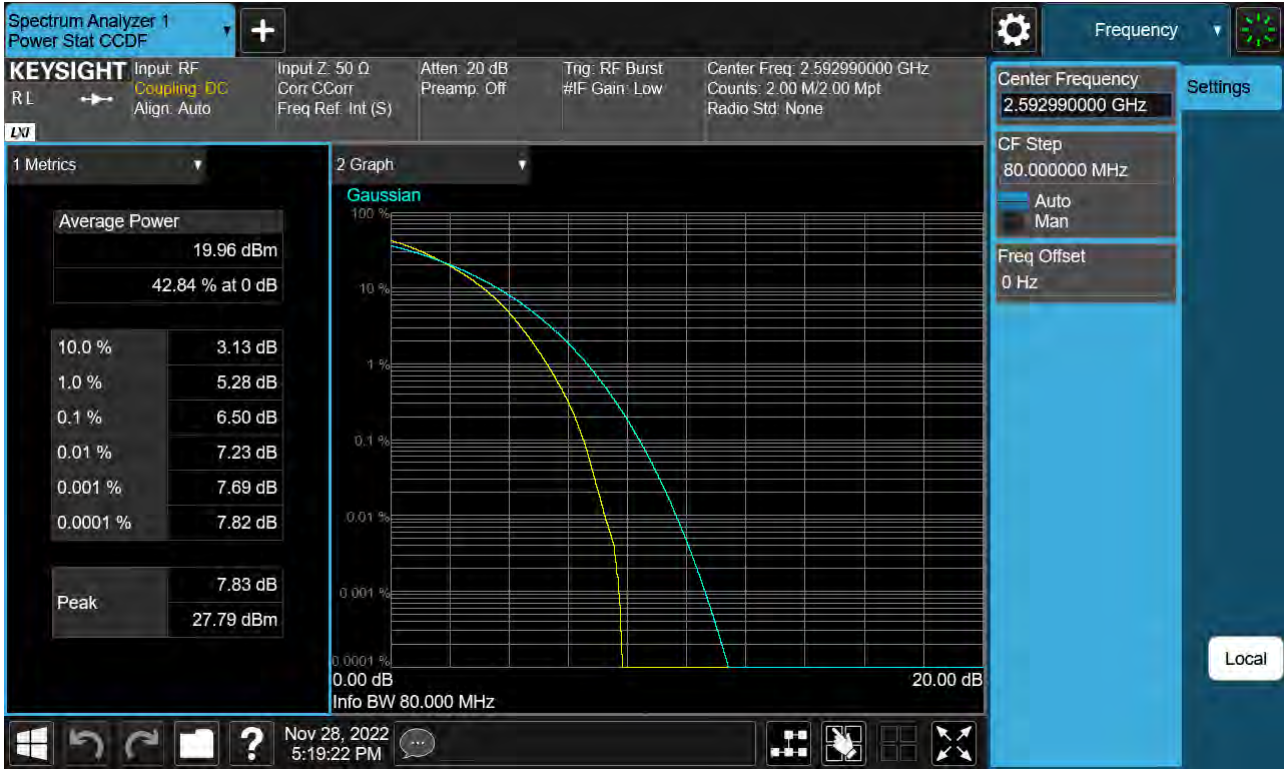 Spectrum Analyzer 1
Power Stat CCDF
+
Frequency
KEYSIGHT
R L
LXI
Input: RF
Coupling: DC
Align: Auto
Input Z: 50 Ω
Corr CCorr
Freq Ref: Int (S)
Atten: 20 dB
Preamp: Off
Trig: RF Burst
#IF Gain: Low
Center Freq: 2.592990000 GHz
Counts: 2.00 M/2.00 Mpt
Radio Std: None
Center Frequency
2.592990000 GHz
Settings
CF Step
80.000000 MHz
Auto
Man
Freq Offset
0 Hz
1 Metrics
Average Power
19.96 dBm
42.84 % at 0 dB
10.0 % 3.13 dB
1.0 % 5.28 dB
0.1 % 6.50 dB
0.01 % 7.23 dB
0.001 % 7.69 dB
0.0001 % 7.82 dB
Peak
7.83 dB
27.79 dBm
2 Graph
Gaussian
100 %
10 %
1 %
0.1 %
0.01 %
0.001 %
0.0001 %
0.00 dB 20.00 dB
Info BW 80.000 MHz
Local
?
Nov 28, 2022
5:19:22 PM